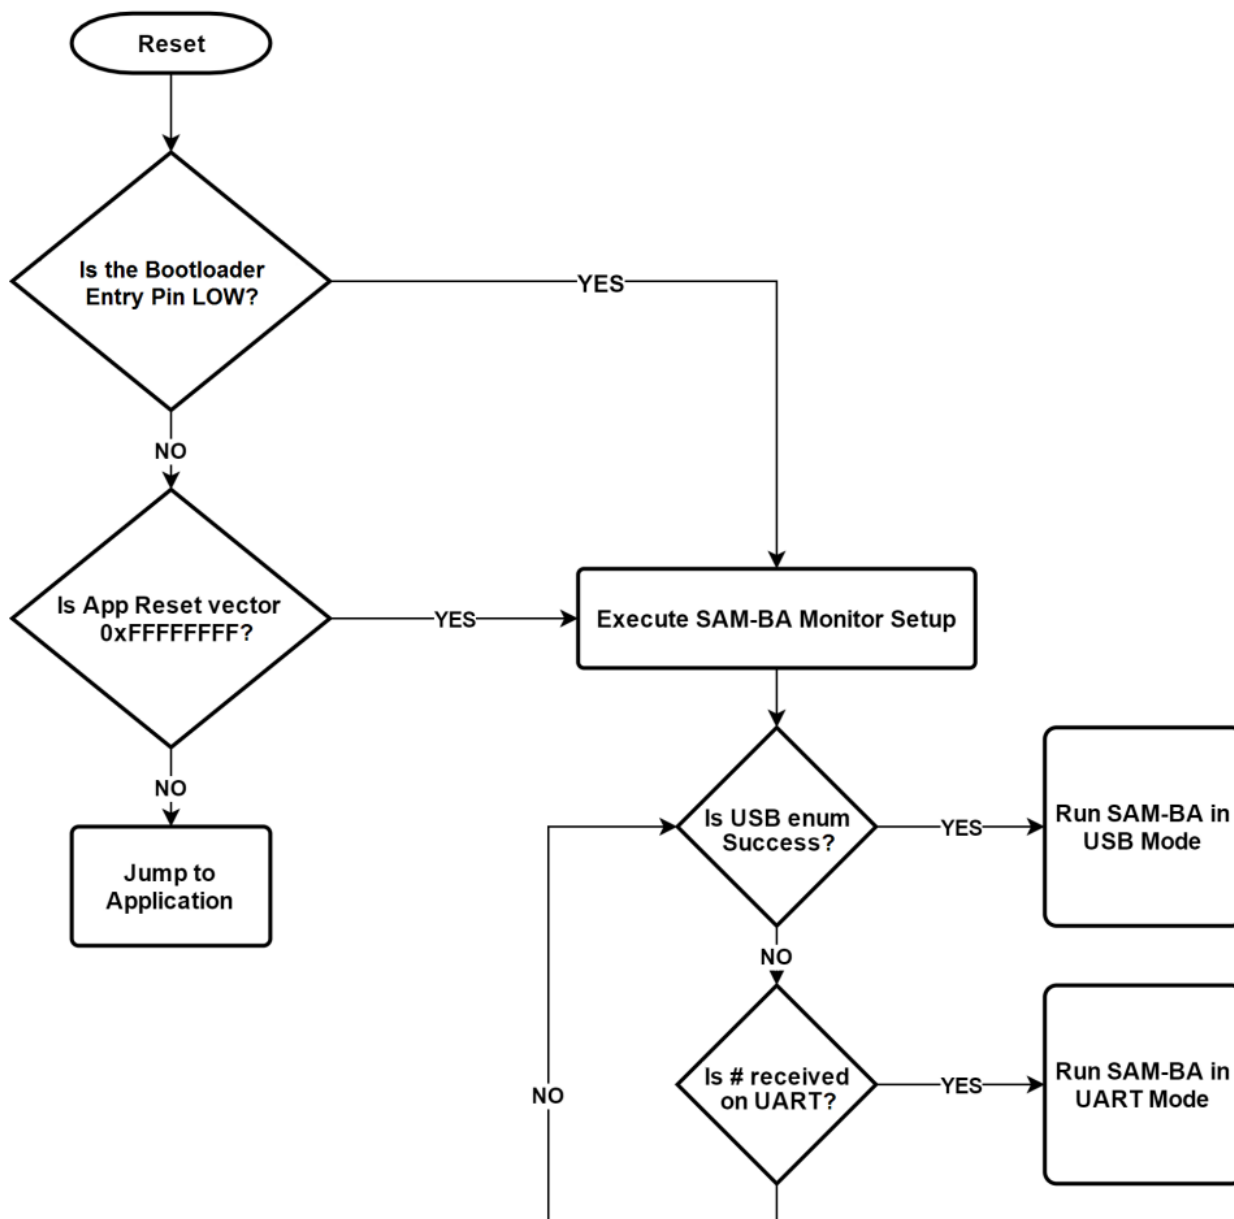 Reset
Is the Bootloader
Entry Pin LOW?
YES
NO
Is App Reset vector
0xFFFFFFFF?
YES
Execute SAM-BA Monitor Setup
NO
Jump to
Application
Is USB enum
Success?
YES
Run SAM-BA in
USB Mode
NO
Is # received
on UART?
YES
Run SAM-BA in
UART Mode
NO